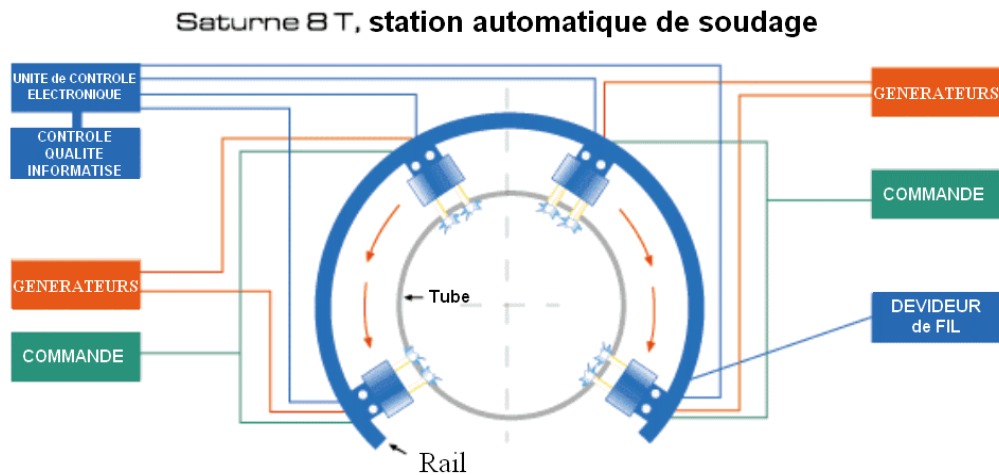 Saturne 8 T, station automatique de soudage
UNITE de CONTROLE
ELECTRONIQUE
CONTROLE
QUALITE
INFORMATISE
GENERATEURS
COMMANDE
GENERATEURS
COMMANDE
DEVIDEUR
de FIL
Tube
Rail